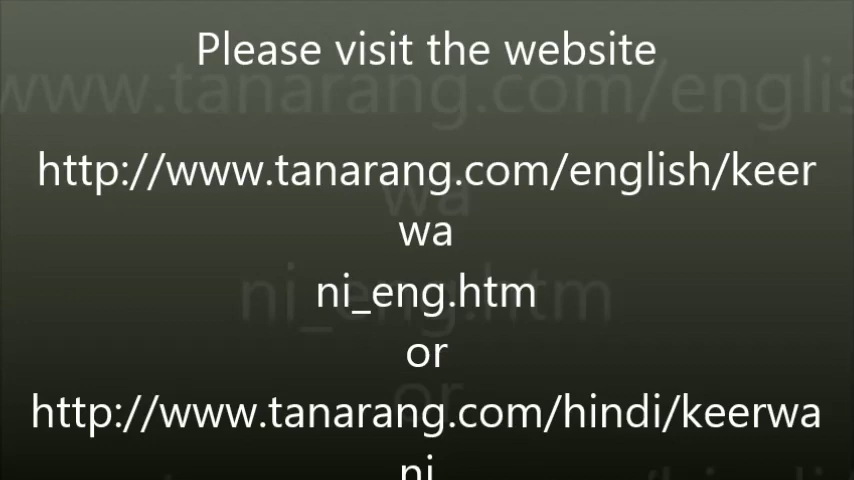 Please visit the website
http://www.tanarang.com/english/keer
wa
ni_eng.htm
or
http://www.tanarang.com/hindi/keerwa
ni